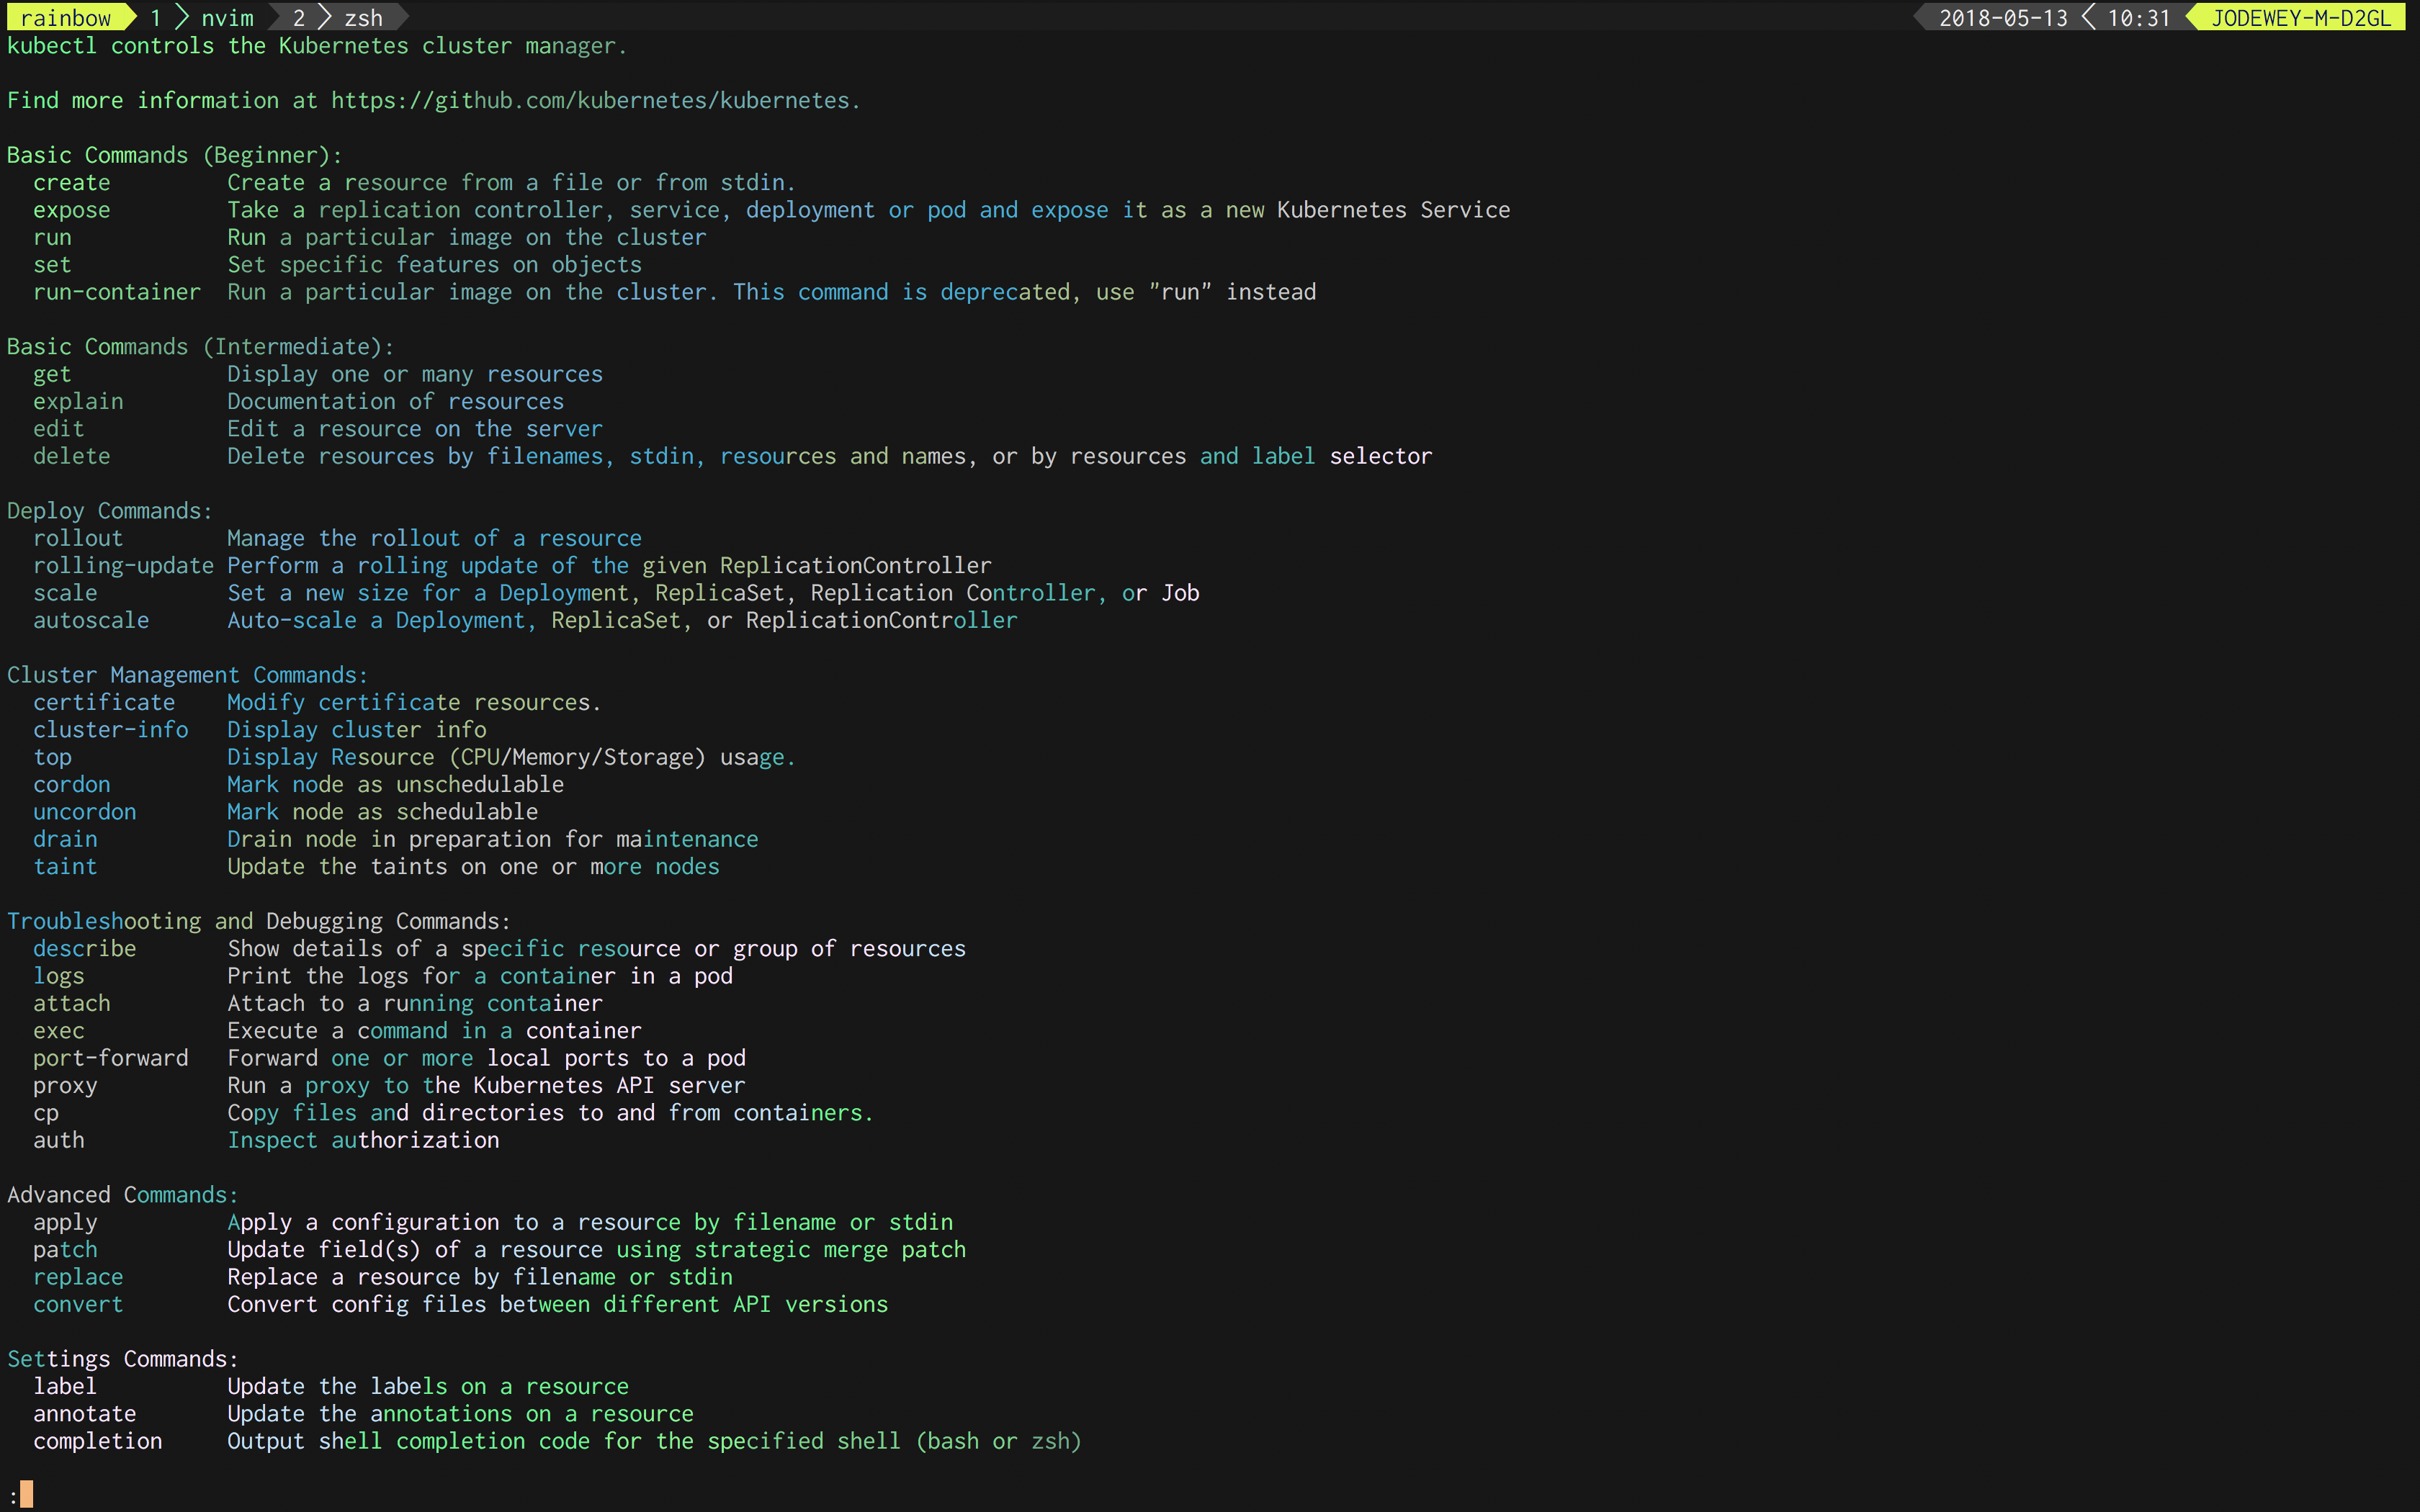 rainbow 1 nvim 2 zsh 2018-05-13 10:31 JODEWEY-M-D2GL
kubectl controls the Kubernetes cluster manager.
Find more information at https://github.com/kubernetes/kubernetes.
Basic Commands (Beginner):
create Create a resource from a file or from stdin.
expose Take a replication controller, service, deployment or pod and expose it as a new Kubernetes Service
run Run a particular image on the cluster
set Set specific features on objects
run-container Run a particular image on the cluster. This command is deprecated, use "run" instead
Basic Commands (Intermediate):
get Display one or many resources
explain Documentation of resources
edit Edit a resource on the server
delete Delete resources by filenames, stdin, resources and names, or by resources and label selector
Deploy Commands:
rollout Manage the rollout of a resource
rolling-update Perform a rolling update of the given ReplicationController
scale Set a new size for a Deployment, ReplicaSet, Replication Controller, or Job
autoscale Auto-scale a Deployment, ReplicaSet, or ReplicationController
Cluster Management Commands:
certificate Modify certificate resources.
cluster-info Display cluster info
top Display Resource (CPU/Memory/Storage) usage.
cordon Mark node as unschedulable
uncordon Mark node as schedulable
drain Drain node in preparation for maintenance
taint Update the taints on one or more nodes
Troubleshooting and Debugging Commands:
describe Show details of a specific resource or group of resources
logs Print the logs for a container in a pod
attach Attach to a running container
exec Execute a command in a container
port-forward Forward one or more local ports to a pod
proxy Run a proxy to the Kubernetes API server
cp Copy files and directories to and from containers.
auth Inspect authorization
Advanced Commands:
apply Apply a configuration to a resource by filename or stdin
patch Update field(s) of a resource using strategic merge patch
replace Replace a resource by filename or stdin
convert Convert config files between different API versions
Settings Commands:
label Update the labels on a resource
annotate Update the annotations on a resource
completion Output shell completion code for the specified shell (bash or zsh)
: